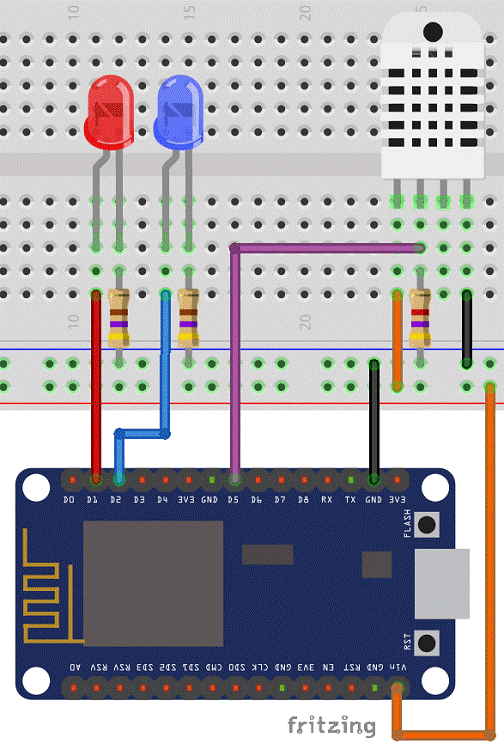 10 15 20 25
10 20
D0 D1 D2 D3 D4 3V3 GND D5 D6 D7 D8 RX TX GND 3V3
FLASH
RST
A0 RSV RSV SD3 SD2 SD1 CMD SD0 CLK GND 3V3 EN RST GND Vin
fritzing